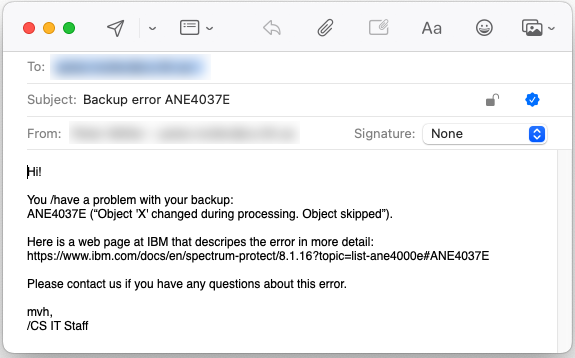 Aa
To:
Subject: Backup error ANE4037E
From:
Signature: None
Hi!
You /have a problem with your backup:
ANE4037E (“Object 'X' changed during processing. Object skipped”).
Here is a web page at IBM that descripes the error in more detail:
https://www.ibm.com/docs/en/spectrum-protect/8.1.16?topic=list-ane4000e#ANE4037E
Please contact us if you have any questions about this error.
mvh,
/CS IT Staff